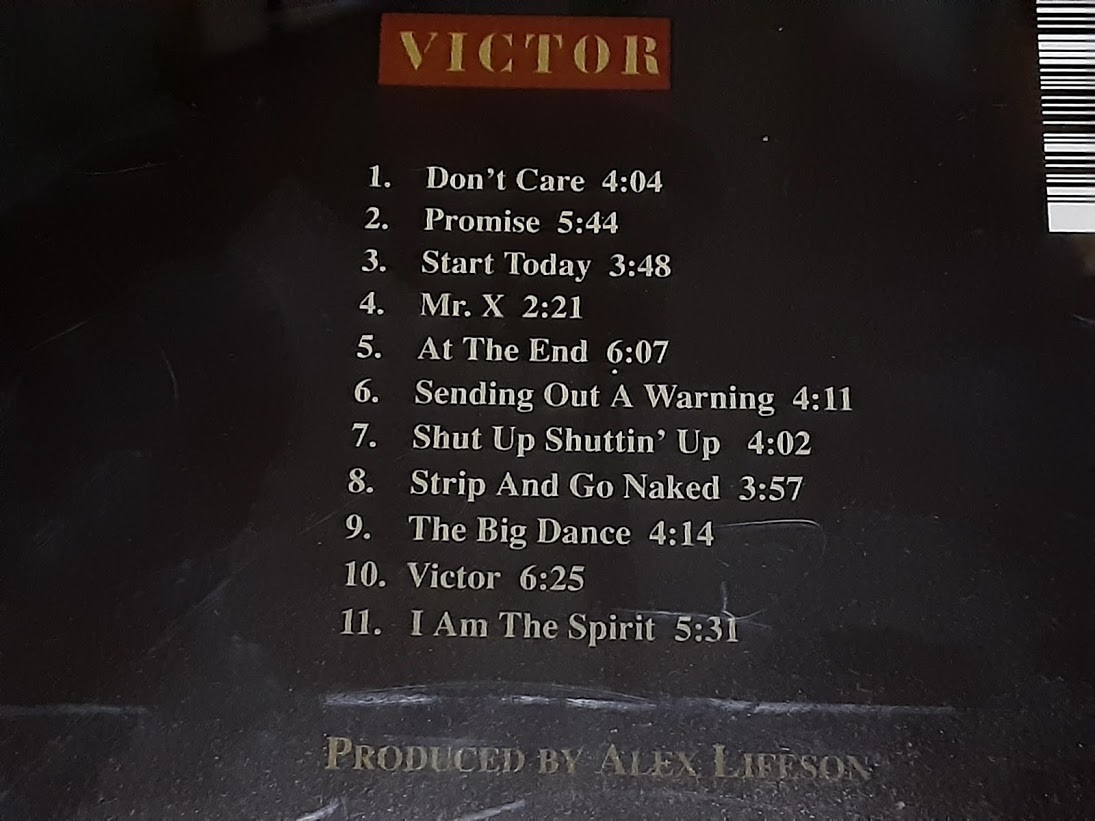 VICTOR
1. Don't Care 4:04
2. Promise 5:44
3. Start Today 3:48
4. Mr. X 2:21
5. At The End 6:07
6. Sending Out A Warning 4:11
7. Shut Up Shuttin' Up 4:02
8. Strip And Go Naked 3:57
9. The Big Dance 4:14
10. Victor 6:25
11. I Am The Spirit 5:31
PRODUCED BY ALEX LIFESON